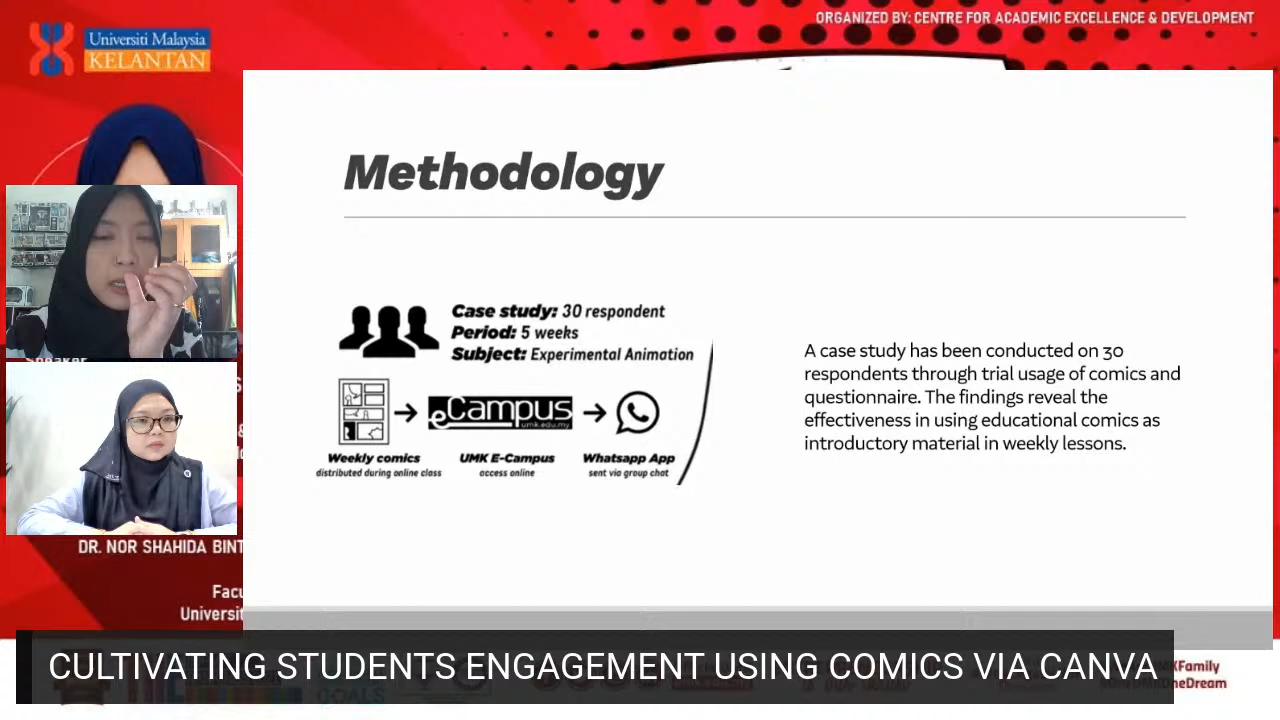 ORGANIZED BY: CENTRE FOR ACADEMIC EXCELLENCE & DEVELOPMENT
Universiti Malaysia
KELANTAN
Methodology
Case study: 30 respondent
Period: 5 weeks
Subject: Experimental Animation
eCampus
umk.edu.my
Weekly comics
distributed during online class
UMK E-Campus
access online
Whatsapp App
sent via group chat
A case study has been conducted on 30
respondents through trial usage of comics and
questionnaire. The findings reveal the
effectiveness in using educational comics as
introductory material in weekly lessons.
Speaker
DR. NOR SHAHIDA BINT
Facu
Universit
CULTIVATING STUDENTS ENGAGEMENT USING COMICS VIA CANVA